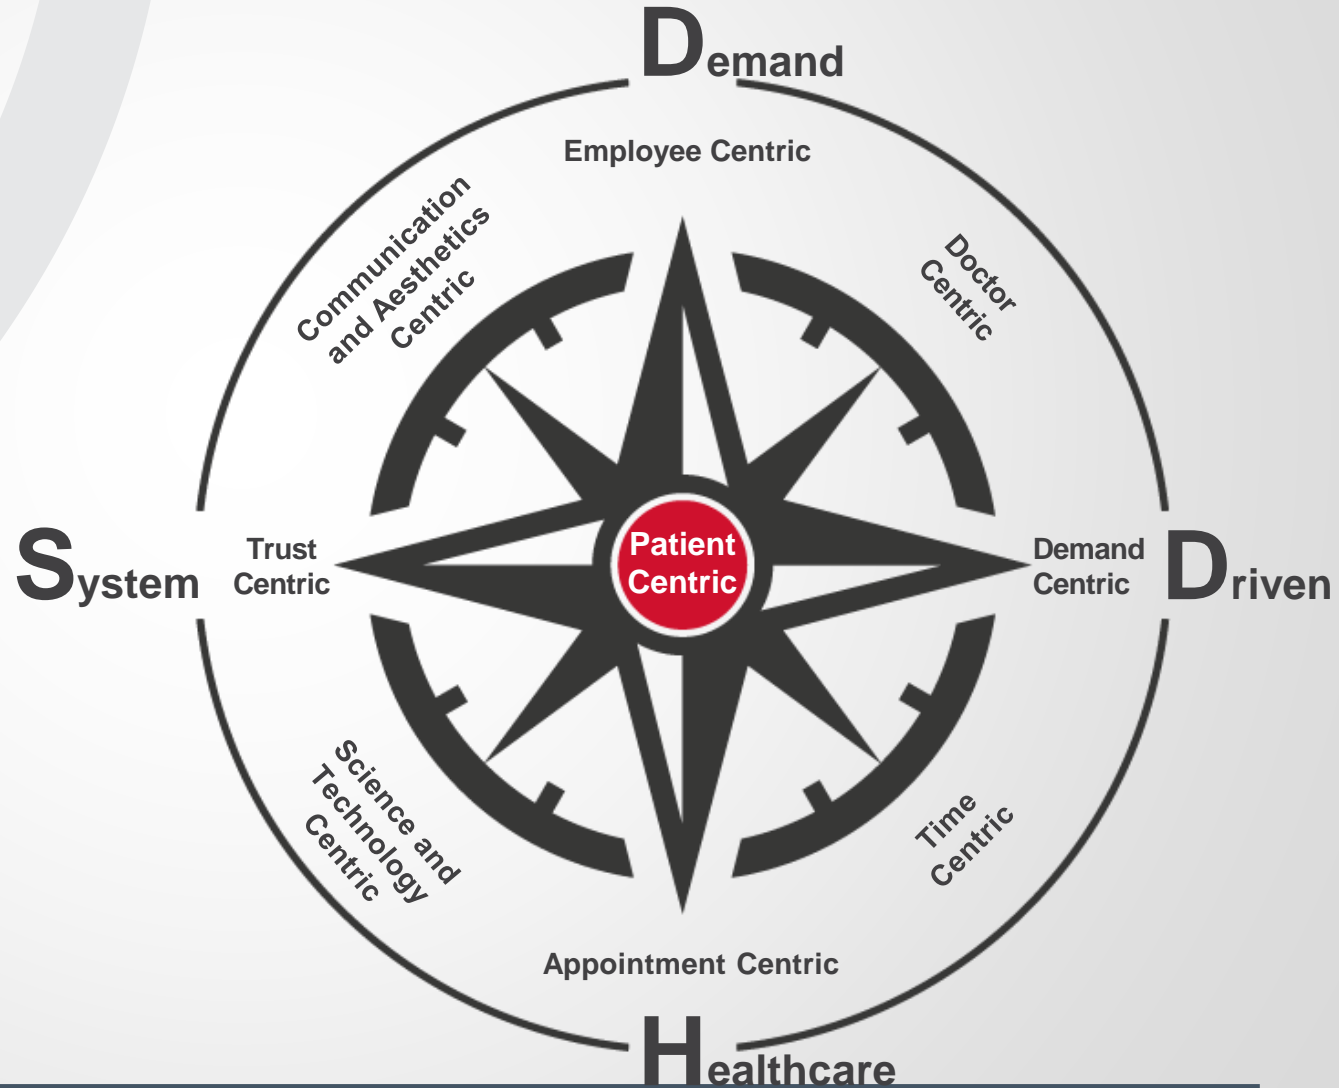 Demand
Employee Centric
Communication
and Aesthetics
Centric
Doctor
Centric
System
Trust
Centric
Patient
Centric
Demand
Centric
Driven
Science and
Technology
Centric
Time
Centric
Appointment Centric
Healthcare